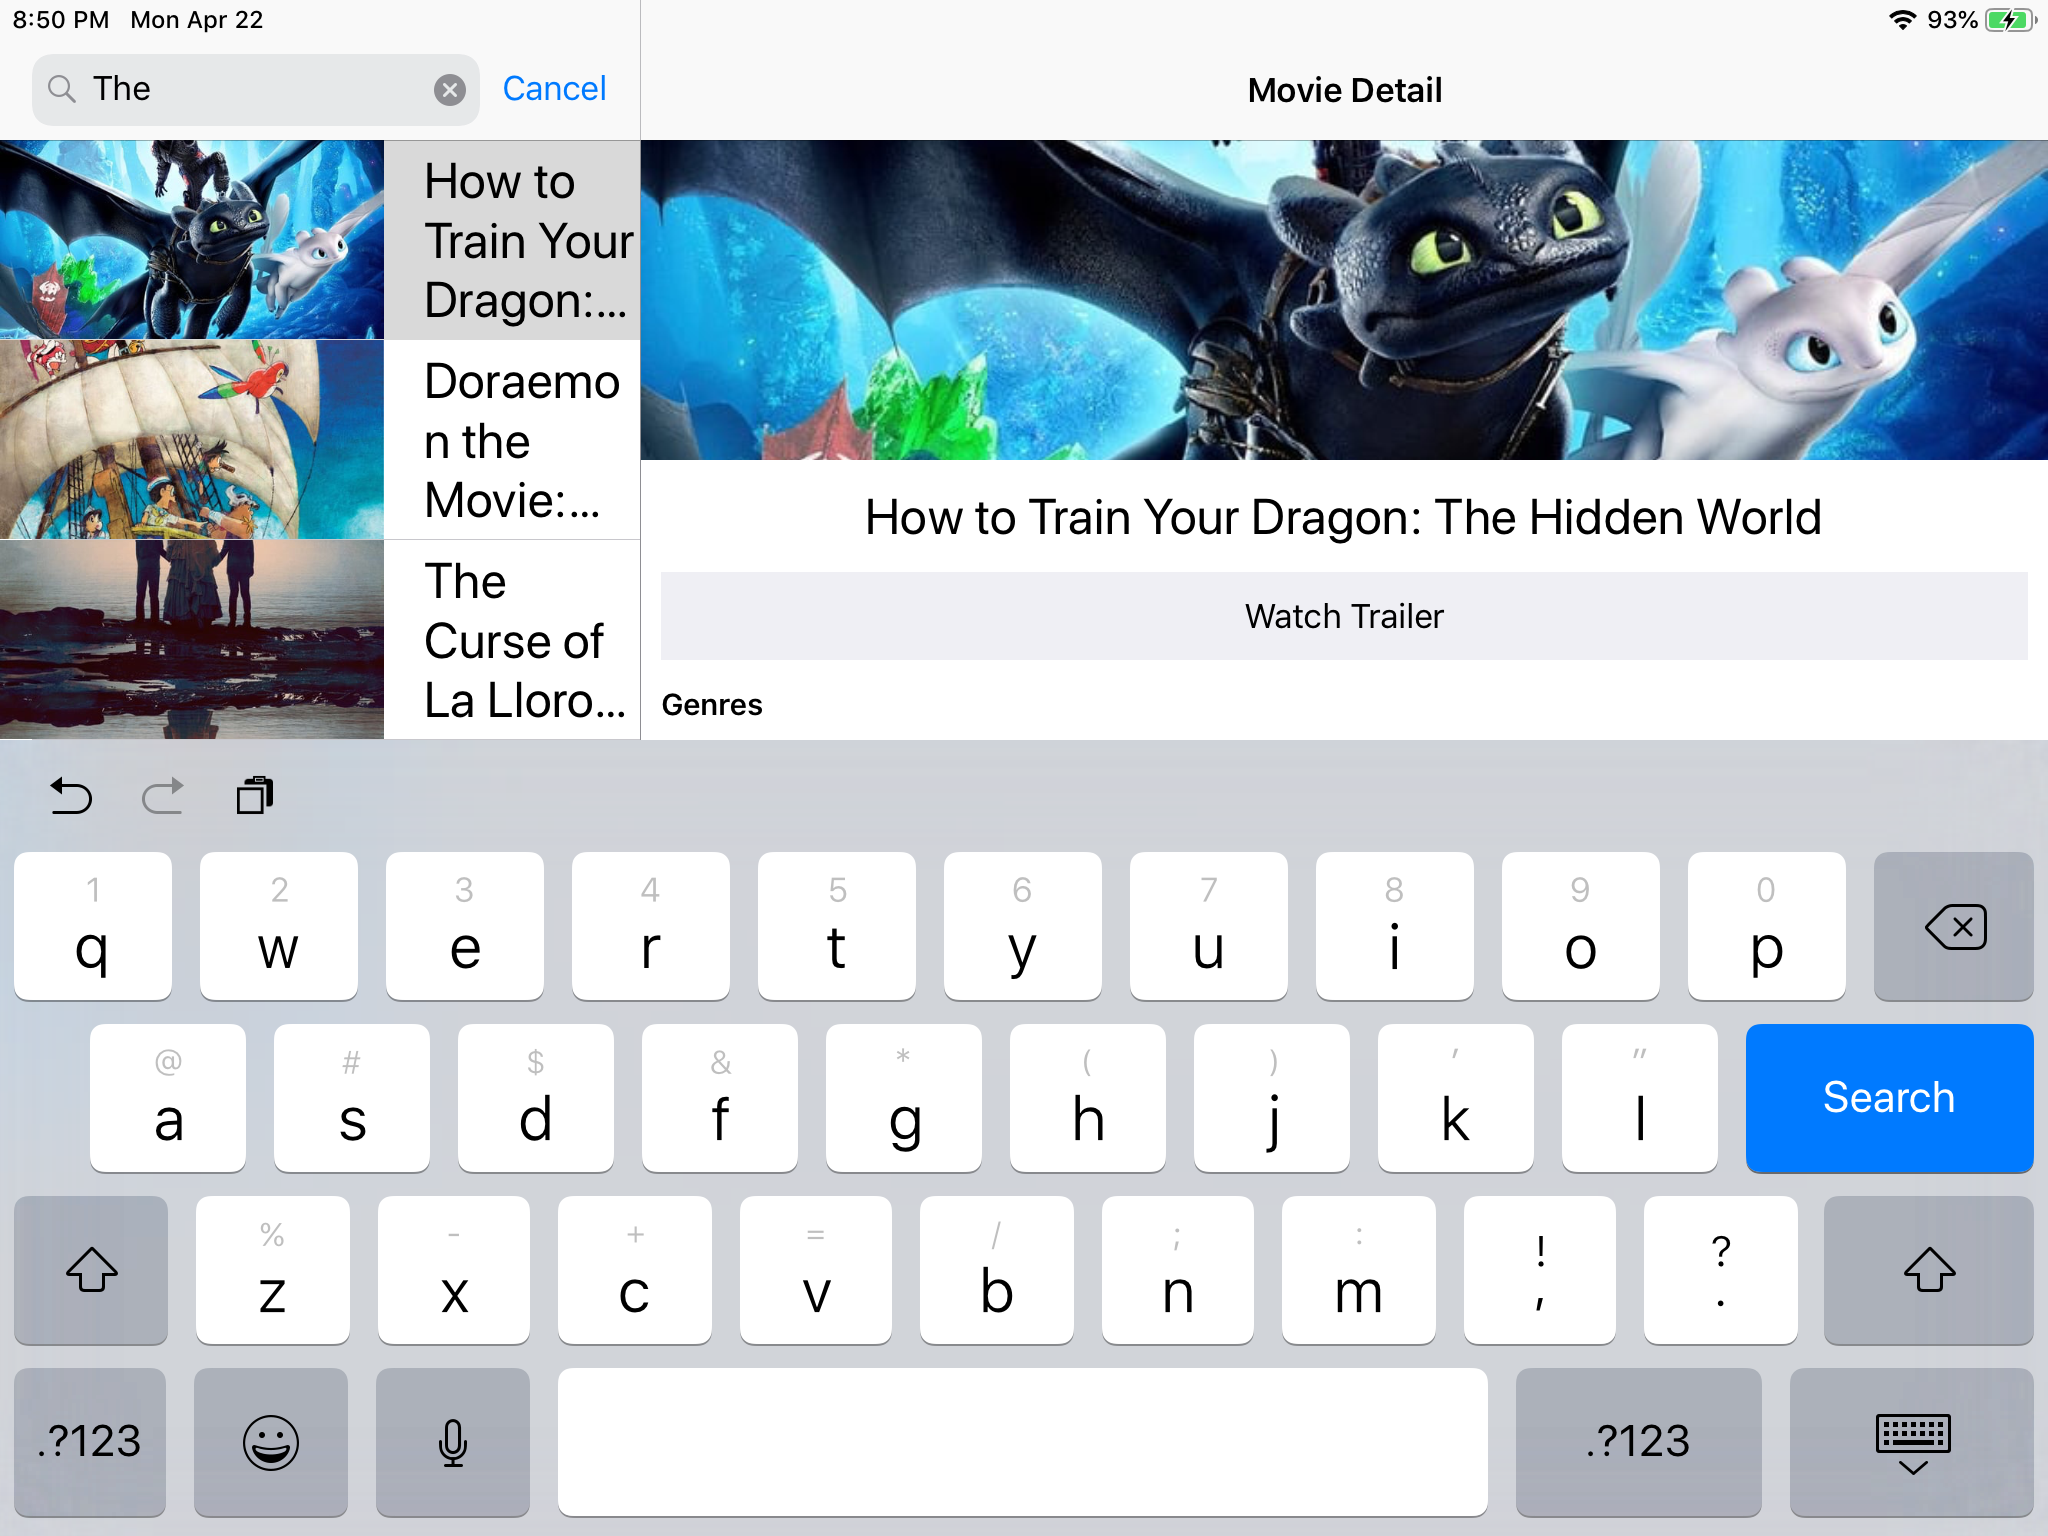 8:50 PM Mon Apr 22
93%
The
Cancel
Movie Detail
How to
Train Your
Dragon:...
Doraemo
n the
Movie:...
The
Curse of
La Lloro...
How to Train Your Dragon: The Hidden World
Watch Trailer
Genres
1 2 3 4 5 6 7 8 9 0
q w e r t y u i o p
@ # $ & * ( ) ' "
a s d f g h j k l
Search
% - + = / ; : ! ?
z x c v b n m , .
.?123
.?123